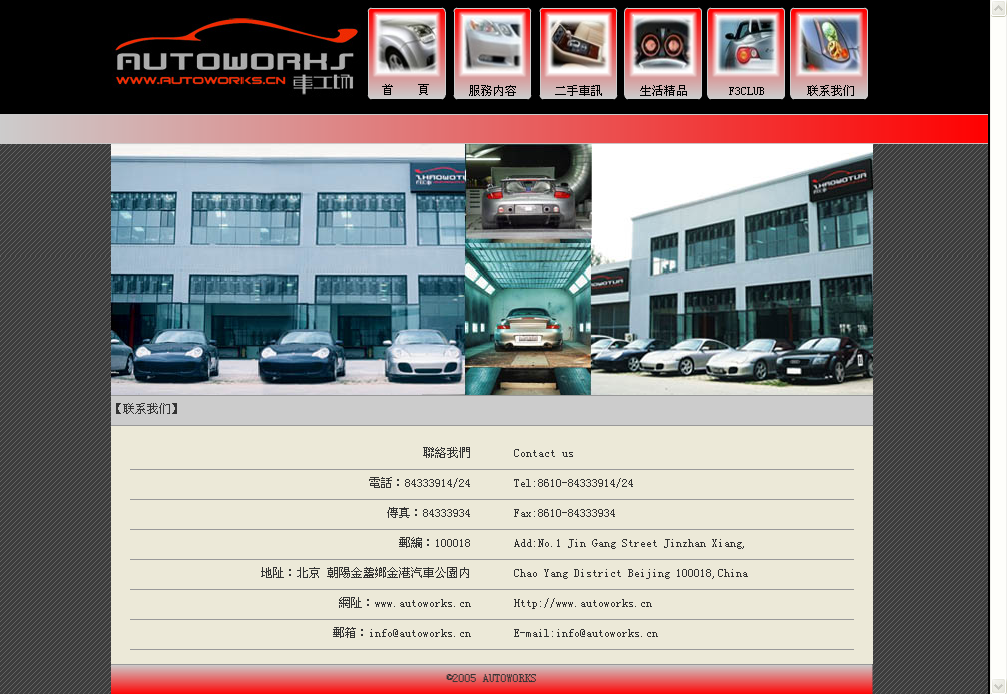 AUTOWORKS
WWW.AUTOWORKS.CN 車工场
首 頁
服務内容
二手車訊
生活精品
F3CLUB
联系我们
【联系我们】
聯絡我們 Contact us
電話：84333914/24 Tel:8610-84333914/24
傳真：84333934 Fax:8610-84333934
郵編：100018 Add:No.1 Jin Gang Street Jinzhan Xiang,
地址：北京 朝陽金盞鄉金港汽車公園内 Chao Yang District Beijing 100018,China
網址：www.autoworks.cn Http://www.autoworks.cn
郵箱：info@autoworks.cn E-mail:info@autoworks.cn
©2005 AUTOWORKS